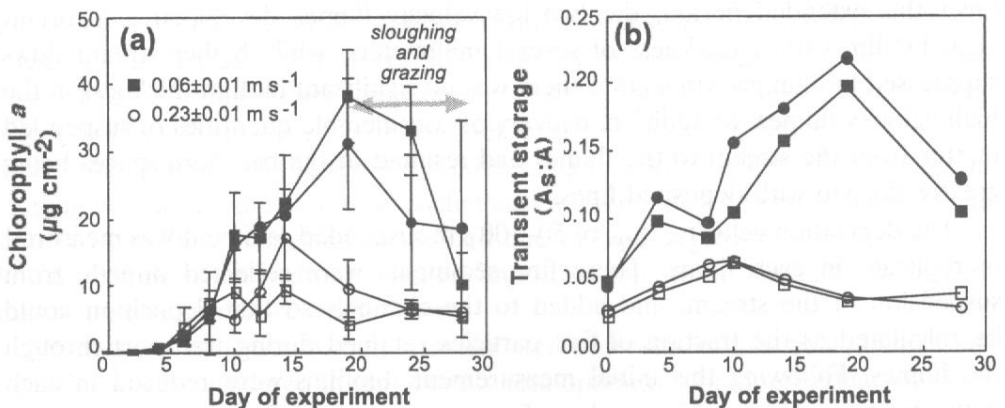 50
40
30
20
10
0
Chlorophyll a
(µg cm⁻²)
(a)
0.06±0.01 m s⁻¹
0.23±0.01 m s⁻¹
sloughing
and
grazing
0 5 10 15 20 25 30
Day of experiment
0.25
0.20
0.15
0.10
0.05
0.00
Transient storage
(As:A)
(b)
0 5 10 15 20 25 30
Day of experiment